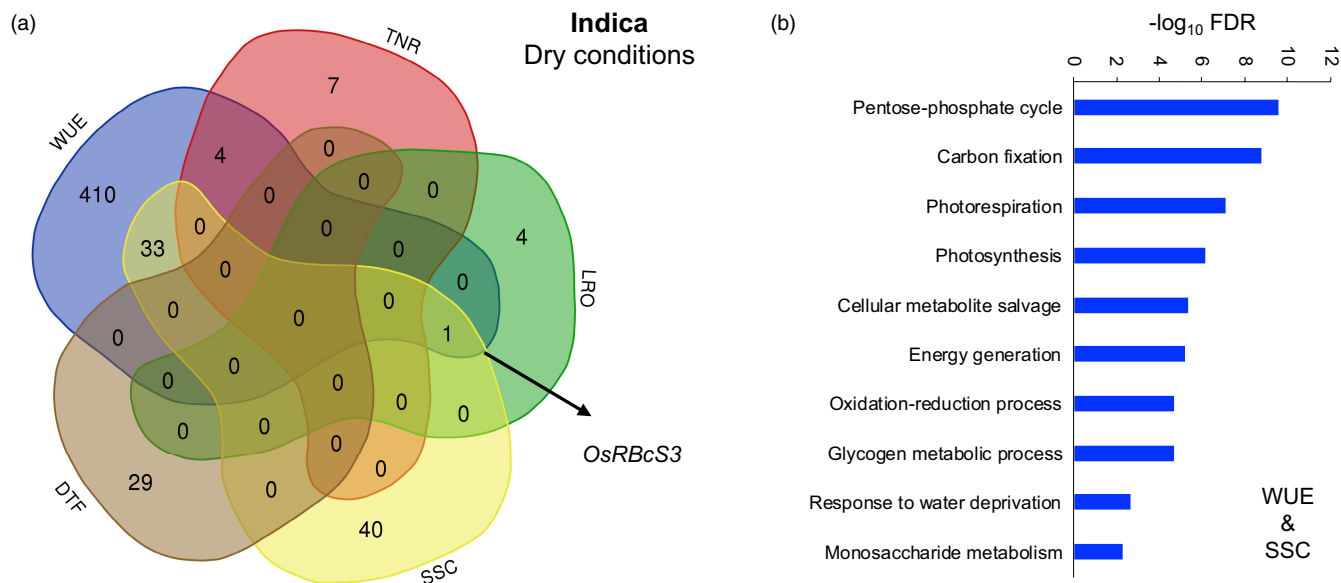 (a)
Indica
Dry conditions
TNR
WUE
LRO
DTF
SSC
7
0
4
0
0
0
4
410
0
0
0
33
0
0
0
0
0
0
0
1
0
0
0
0
0
0
0
0
0
0
29
0
0
40
OsRBcS3
(b)
-log₁₀ FDR
0 2 4 6 8 10 12
Pentose-phosphate cycle
Carbon fixation
Photorespiration
Photosynthesis
Cellular metabolite salvage
Energy generation
Oxidation-reduction process
Glycogen metabolic process
Response to water deprivation
Monosaccharide metabolism
WUE
&
SSC